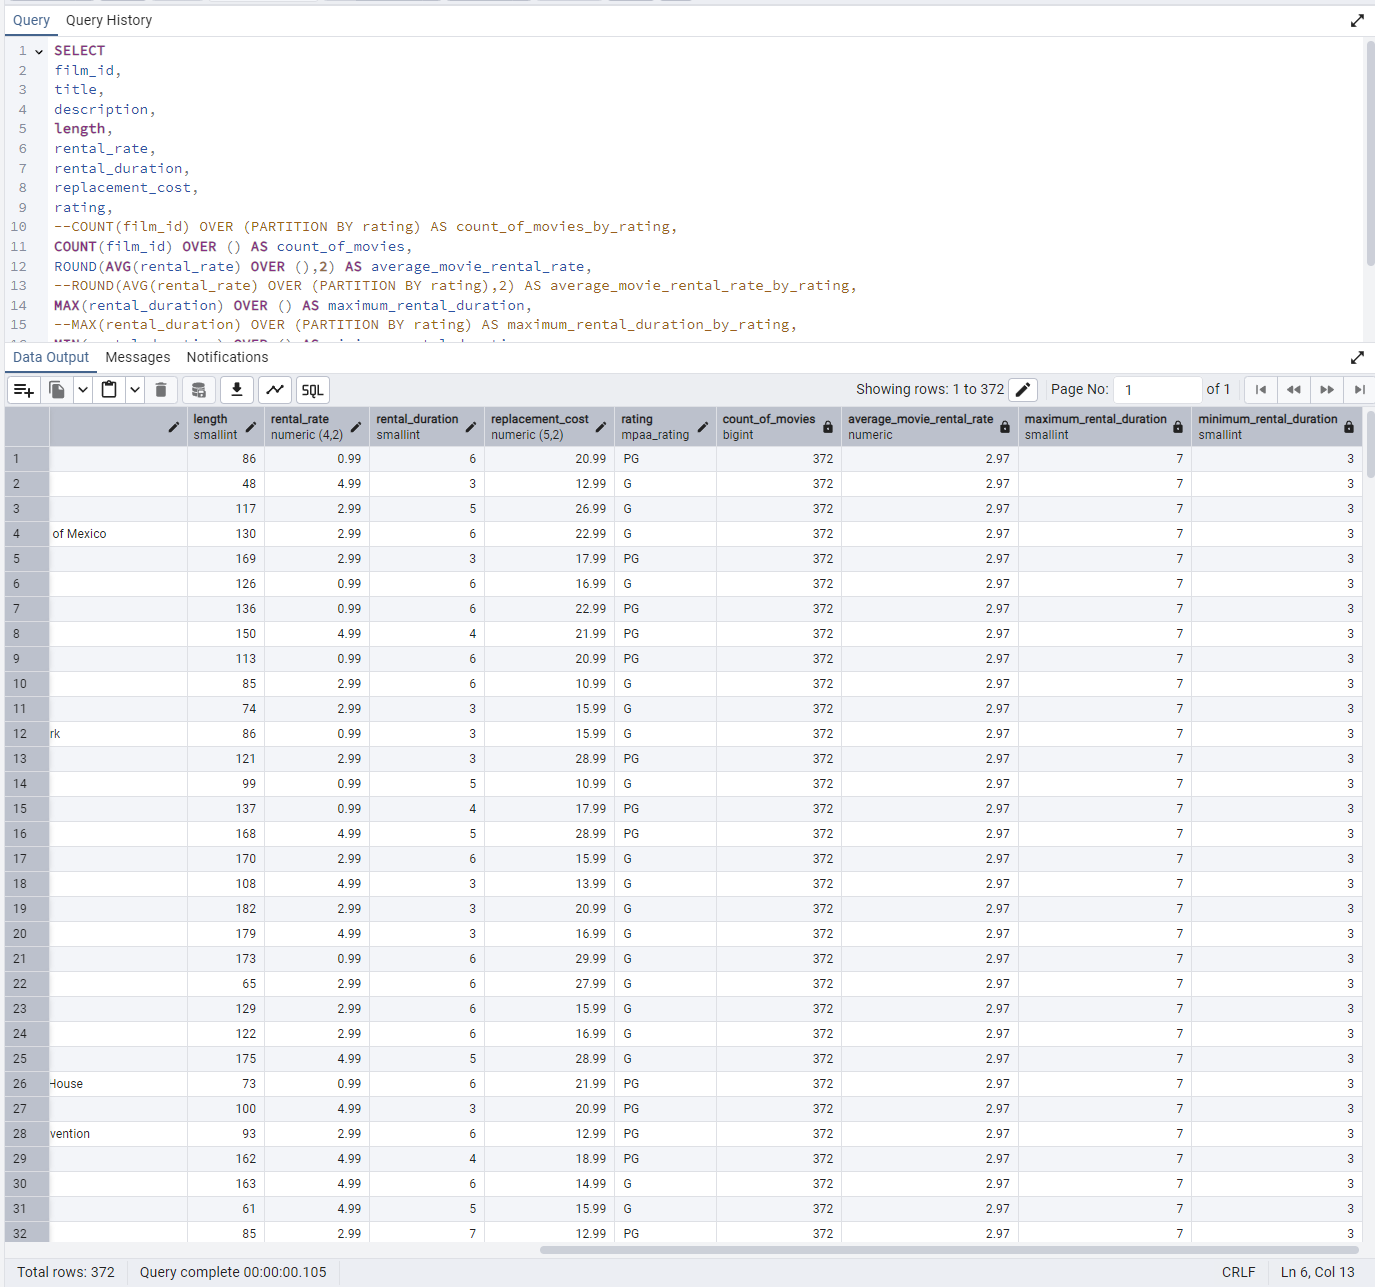 Query Query History
1 SELECT
2 film_id,
3 title,
4 description,
5 length,
6 rental_rate,
7 rental_duration,
8 replacement_cost,
9 rating,
10 --COUNT(film_id) OVER (PARTITION BY rating) AS count_of_movies_by_rating,
11 COUNT(film_id) OVER () AS count_of_movies,
12 ROUND(AVG(rental_rate) OVER (),2) AS average_movie_rental_rate,
13 --ROUND(AVG(rental_rate) OVER (PARTITION BY rating),2) AS average_movie_rental_rate_by_rating,
14 MAX(rental_duration) OVER () AS maximum_rental_duration,
15 --MAX(rental_duration) OVER (PARTITION BY rating) AS maximum_rental_duration_by_rating,
Data Output Messages Notifications
SQL Showing rows: 1 to 372 Page No: 1 of 1
length rental_rate rental_duration replacement_cost rating count_of_movies average_movie_rental_rate maximum_rental_duration minimum_rental_duration
smallint numeric (4,2) smallint numeric (5,2) mpaa_rating bigint numeric smallint smallint
1 86 0.99 6 20.99 PG 372 2.97 7 3
2 48 4.99 3 12.99 G 372 2.97 7 3
3 117 2.99 5 26.99 G 372 2.97 7 3
4 of Mexico 130 2.99 6 22.99 G 372 2.97 7 3
5 169 2.99 3 17.99 PG 372 2.97 7 3
6 126 0.99 6 16.99 G 372 2.97 7 3
7 136 0.99 6 22.99 PG 372 2.97 7 3
8 150 4.99 4 21.99 PG 372 2.97 7 3
9 113 0.99 6 20.99 PG 372 2.97 7 3
10 85 2.99 6 10.99 G 372 2.97 7 3
11 74 2.99 3 15.99 G 372 2.97 7 3
12 rk 86 0.99 3 15.99 G 372 2.97 7 3
13 121 2.99 3 28.99 PG 372 2.97 7 3
14 99 0.99 5 10.99 G 372 2.97 7 3
15 137 0.99 4 17.99 PG 372 2.97 7 3
16 168 4.99 5 28.99 PG 372 2.97 7 3
17 170 2.99 6 15.99 G 372 2.97 7 3
18 108 4.99 3 13.99 G 372 2.97 7 3
19 182 2.99 3 20.99 G 372 2.97 7 3
20 179 4.99 3 16.99 G 372 2.97 7 3
21 173 0.99 6 29.99 G 372 2.97 7 3
22 65 2.99 6 27.99 G 372 2.97 7 3
23 129 2.99 6 15.99 G 372 2.97 7 3
24 122 2.99 6 16.99 G 372 2.97 7 3
25 175 4.99 5 28.99 G 372 2.97 7 3
26 House 73 0.99 6 21.99 PG 372 2.97 7 3
27 100 4.99 3 20.99 PG 372 2.97 7 3
28 vention 93 2.99 6 12.99 PG 372 2.97 7 3
29 162 4.99 4 18.99 PG 372 2.97 7 3
30 163 4.99 6 14.99 G 372 2.97 7 3
31 61 4.99 5 15.99 G 372 2.97 7 3
32 85 2.99 7 12.99 PG 372 2.97 7 3
Total rows: 372 Query complete 00:00:00.105 CRLF Ln 6, Col 13